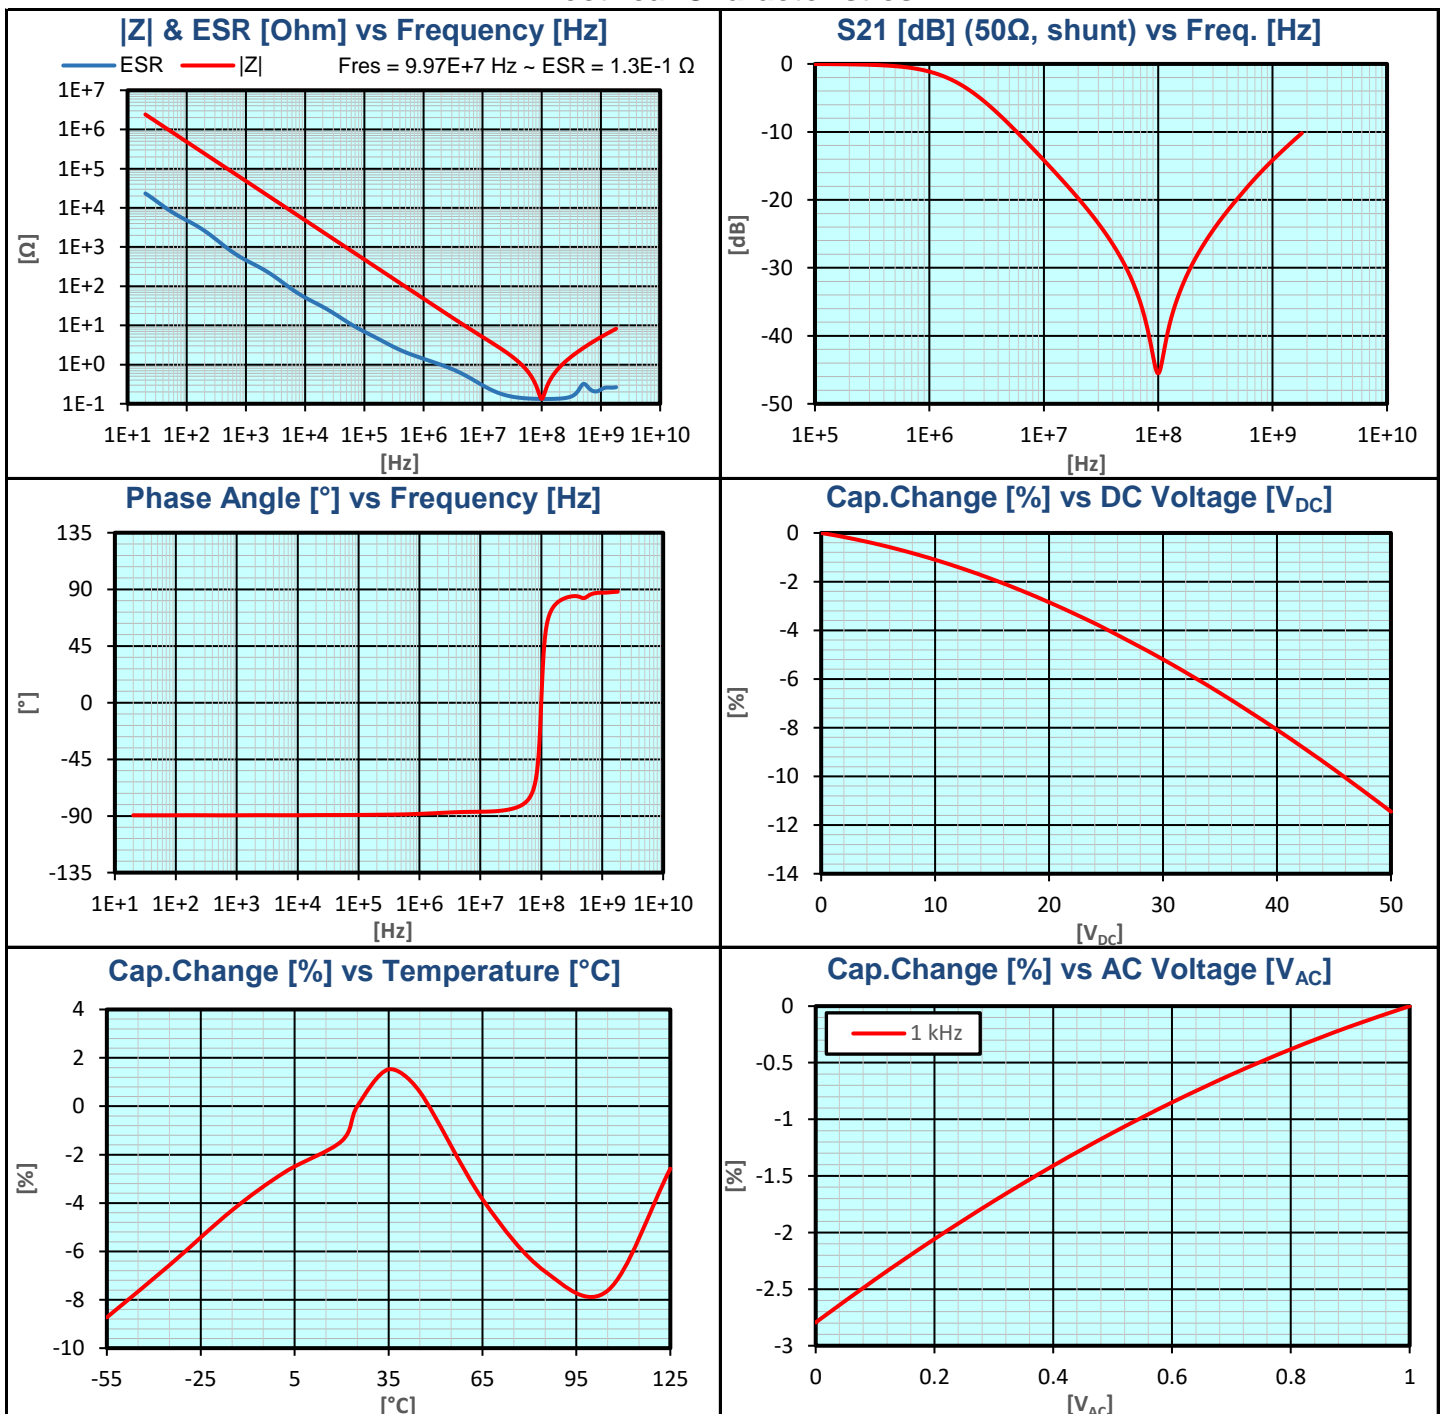 |Z| & ESR [Ohm] vs Frequency [Hz]
ESR |Z| Fres = 9.97E+7 Hz ~ ESR = 1.3E-1 Ω
1E+7
1E+6
1E+5
1E+4
1E+3
1E+2
1E+1
1E+0
1E-1
[Ω]
1E+1 1E+2 1E+3 1E+4 1E+5 1E+6 1E+7 1E+8 1E+9 1E+10
[Hz]
S21 [dB] (50Ω, shunt) vs Freq. [Hz]
0
-10
-20
-30
-40
-50
[dB]
1E+5 1E+6 1E+7 1E+8 1E+9 1E+10
[Hz]
Phase Angle [°] vs Frequency [Hz]
135
90
45
0
-45
-90
-135
[°]
1E+1 1E+2 1E+3 1E+4 1E+5 1E+6 1E+7 1E+8 1E+9 1E+10
[Hz]
Cap.Change [%] vs DC Voltage [VDC]
0
-2
-4
-6
-8
-10
-12
-14
[%]
0 10 20 30 40 50
[VDC]
Cap.Change [%] vs Temperature [°C]
4
2
0
-2
-4
-6
-8
-10
[%]
-55 -25 5 35 65 95 125
[°C]
Cap.Change [%] vs AC Voltage [VAC]
1 kHz
0
-0.5
-1
-1.5
-2
-2.5
-3
[%]
0 0.2 0.4 0.6 0.8 1
[VAC]